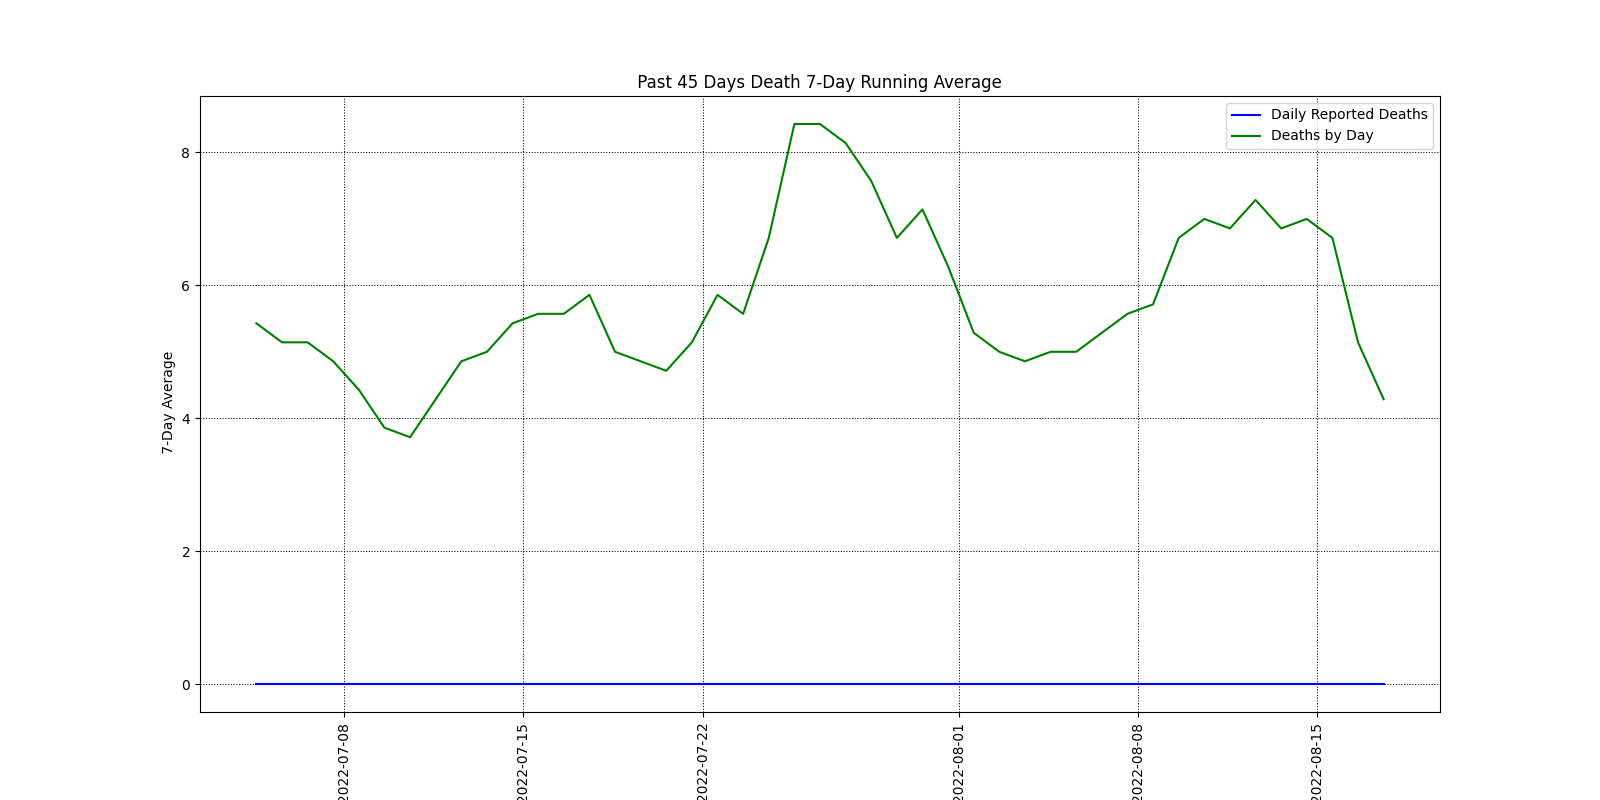 Past 45 Days Death 7-Day Running Average
Daily Reported Deaths
Deaths by Day
7-Day Average
8
6
4
2
0
2022-07-08
2022-07-15
2022-07-22
2022-08-01
2022-08-08
2022-08-15